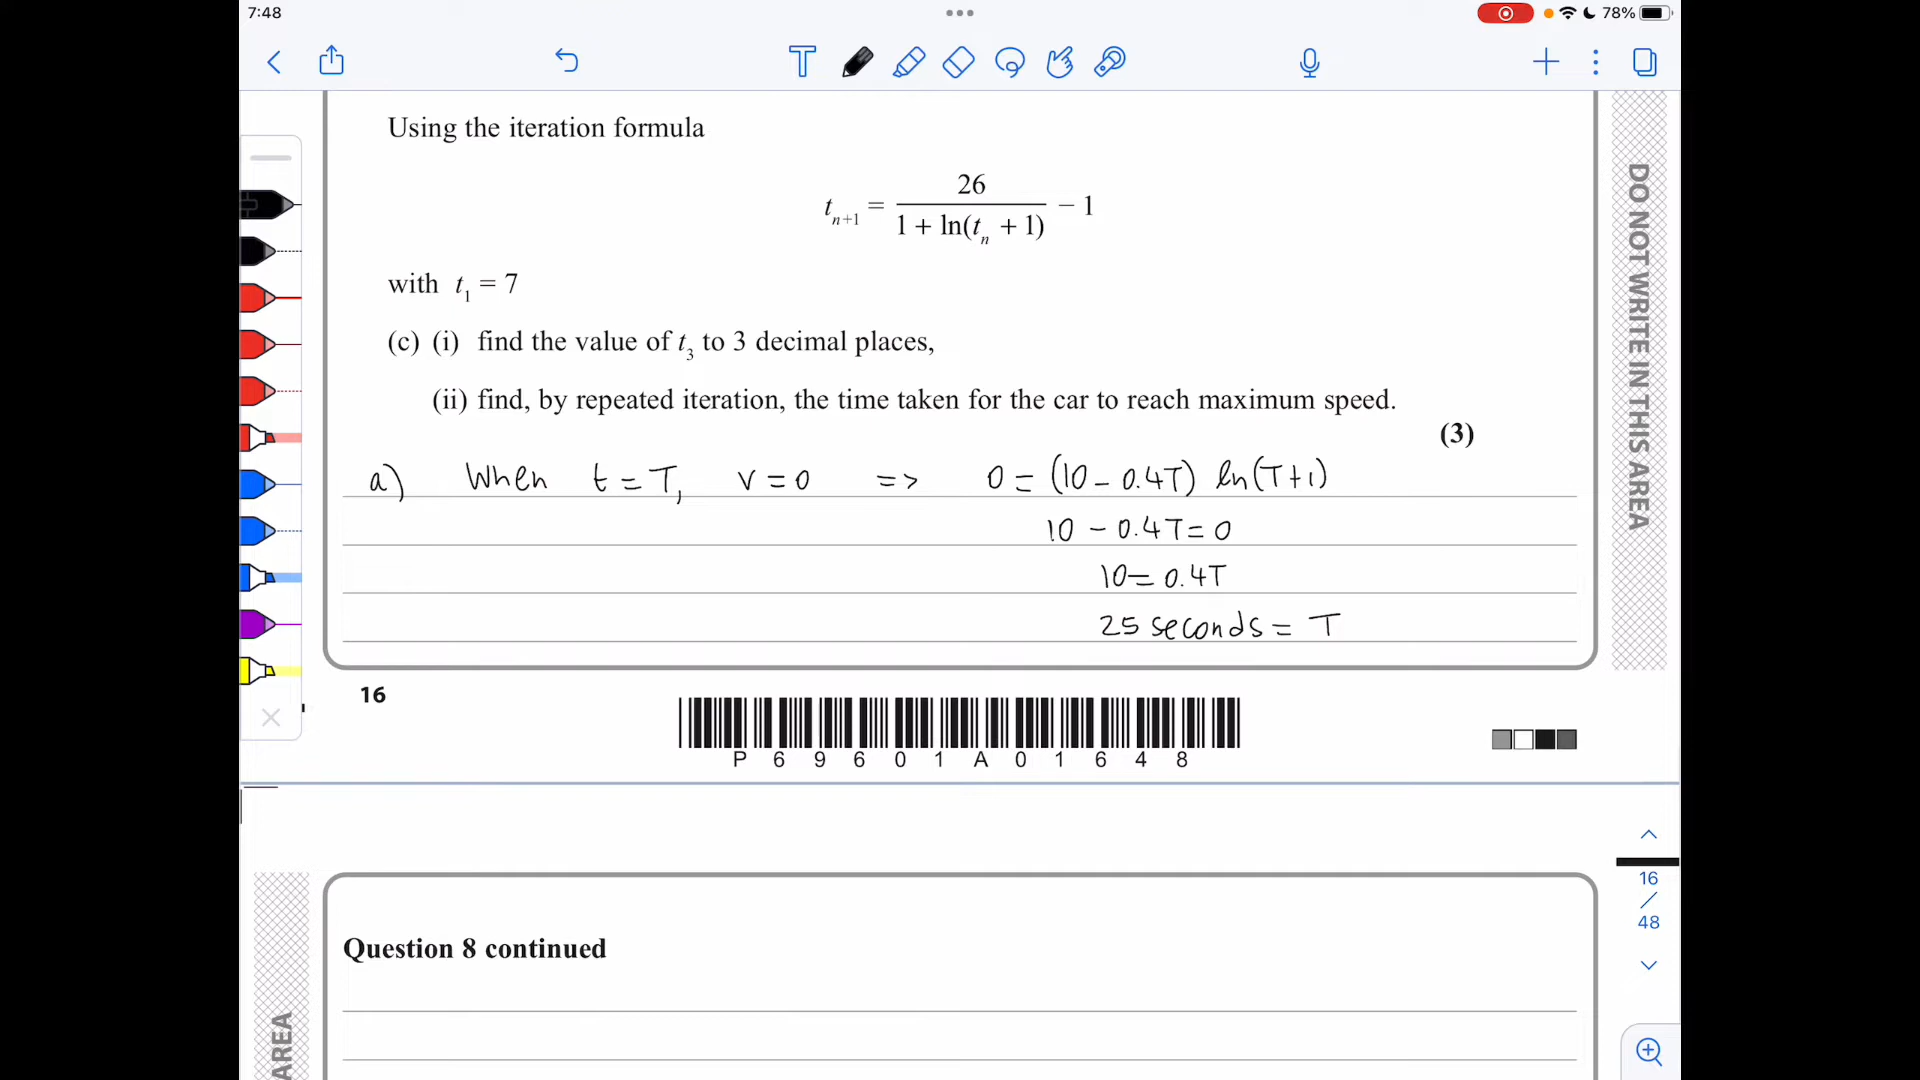 7:48
78%
Using the iteration formula
t_{n+1} = \frac{26}{1 + ln(t_n + 1)} − 1
with t_1 = 7
(c) (i) find the value of t_3 to 3 decimal places,
(ii) find, by repeated iteration, the time taken for the car to reach maximum speed.
(3)
a) When t = T, v = 0 => 0 = (10 - 0.4T) ln(T+1)
10 - 0.4T = 0
10 = 0.4T
25 seconds = T
16
P 6 9 6 0 1 A 0 1 6 4 8
DO NOT WRITE IN THIS AREA
16
/
48
Question 8 continued
AREA